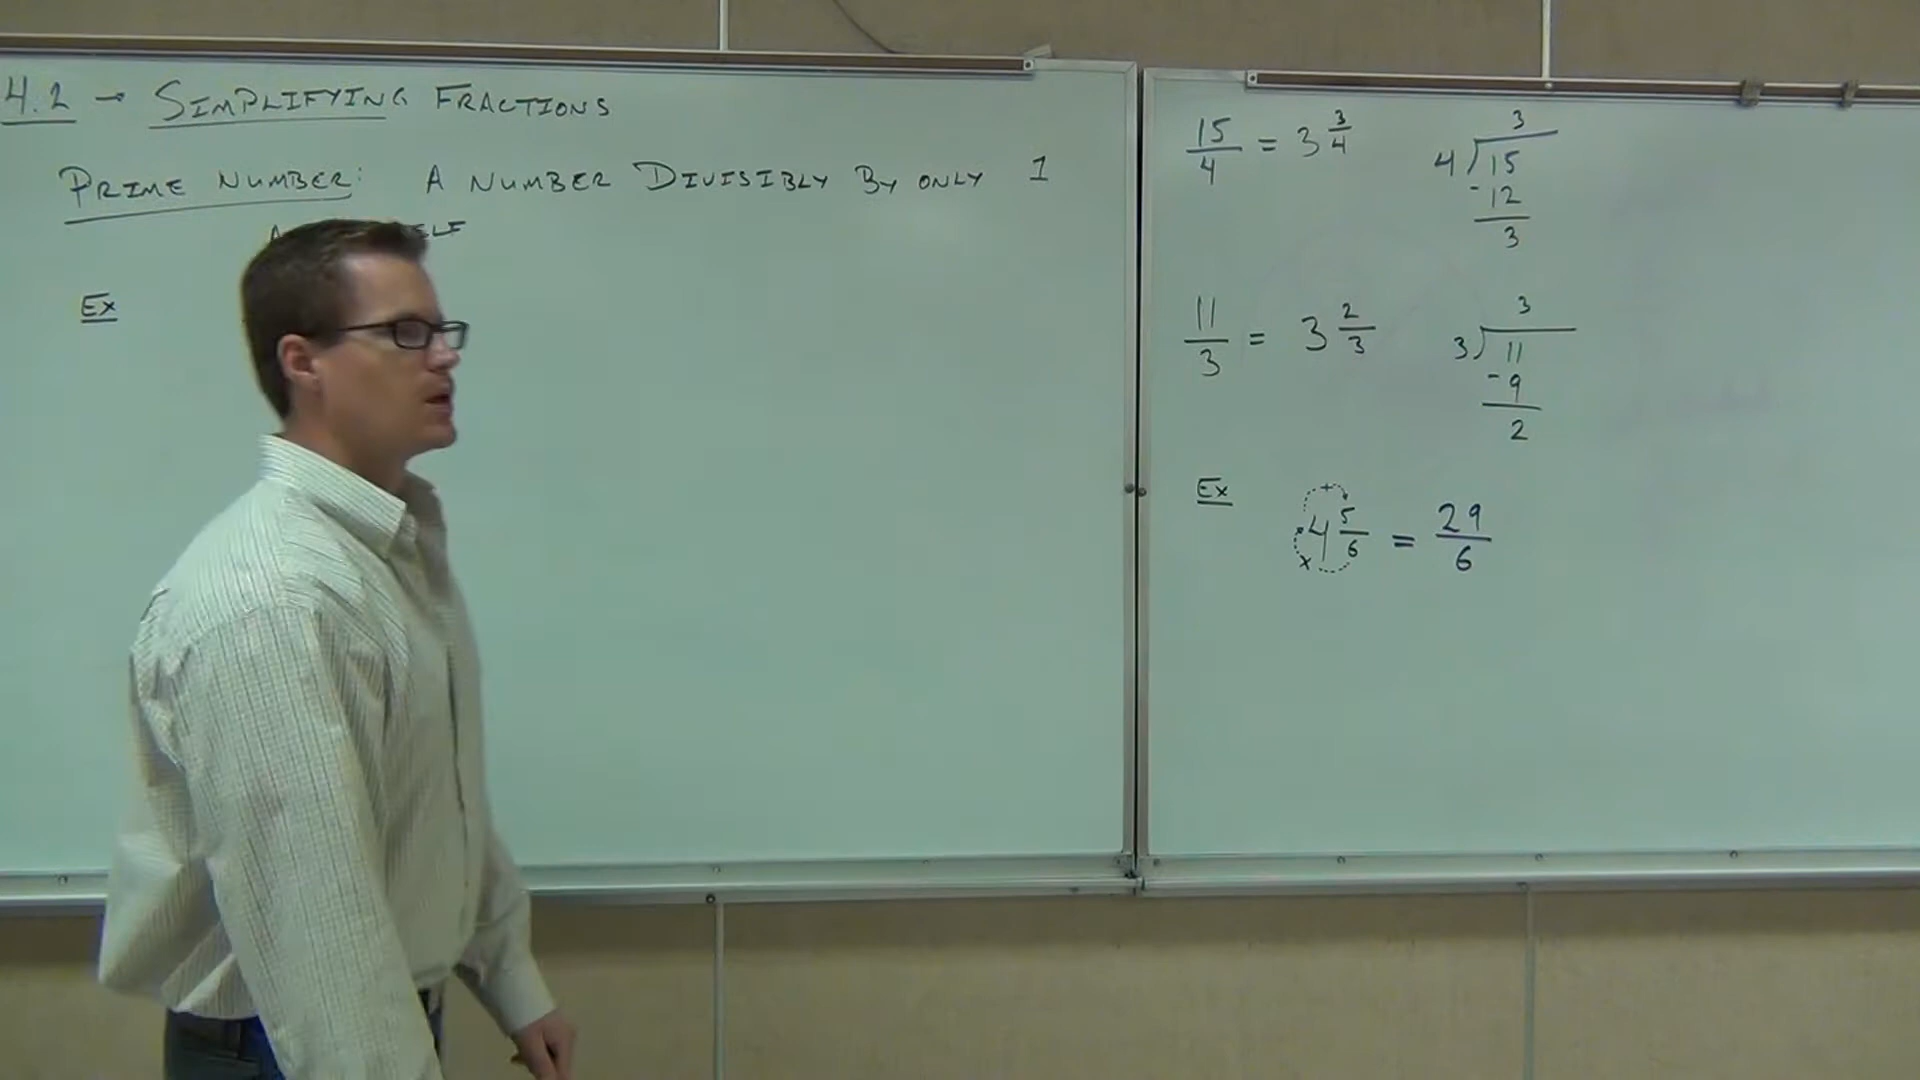 4.2 → SIMPLIFYING FRACTIONS
PRIME NUMBER: A NUMBER DIVISIBLY BY ONLY 1
Ex
15/4 = 3 3/4
3
4)15
-12
3
11/3 = 3 2/3
3
3)11
-9
2
Ex
4 5/6 = 29/6
+
x